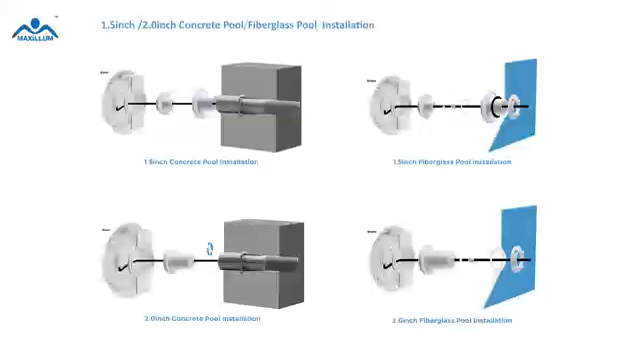 1.5inch /2.0inch Concrete Pool/Fiberglass Pool Installation
MAXILLUM
1.5inch Concrete Pool Installation
1.5inch Fiberglass Pool Installation
2.0inch Concrete Pool Installation
2.0inch Fiberglass Pool Installation